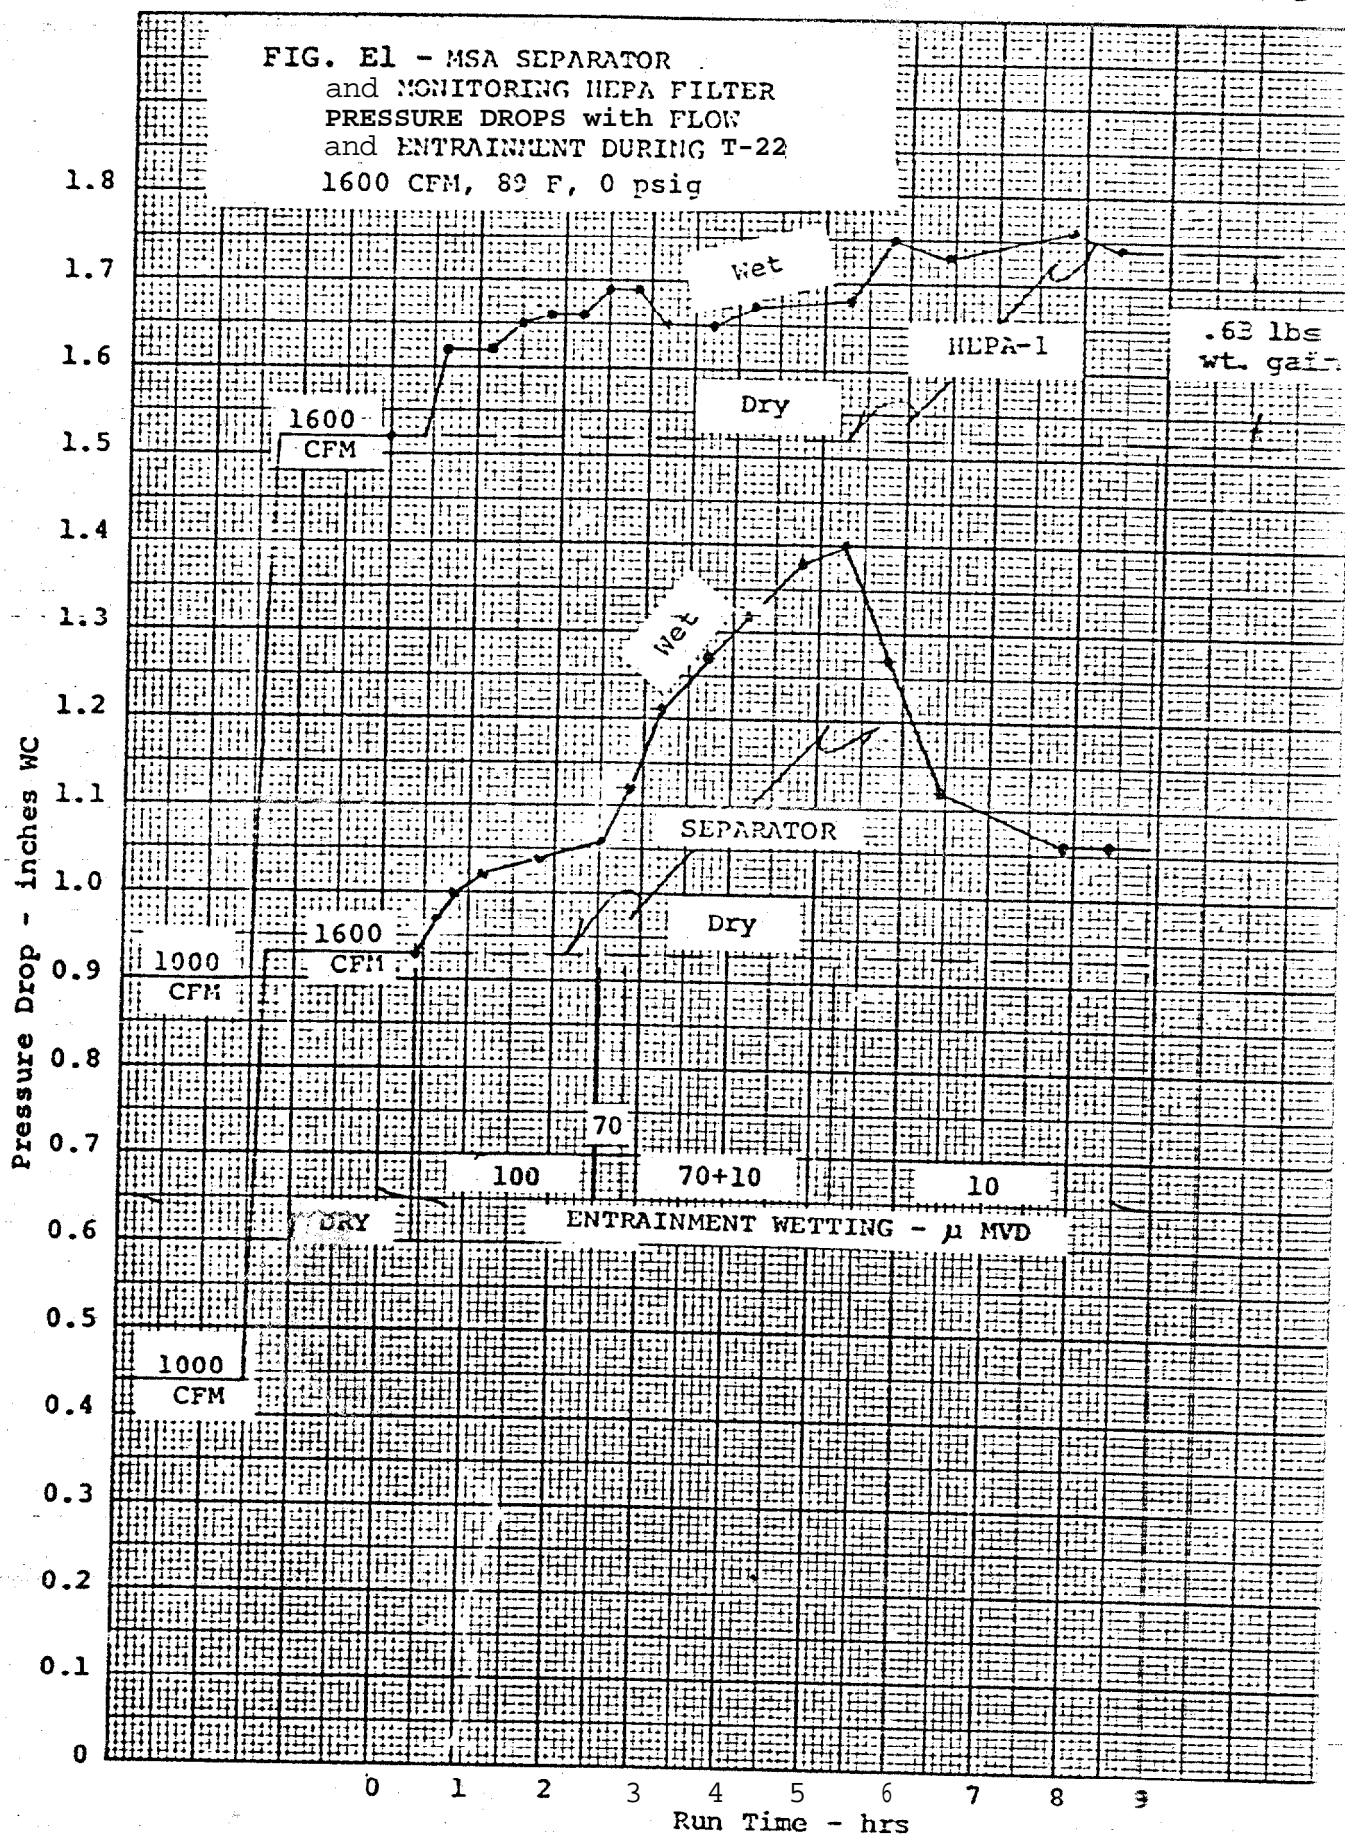 FIG. E1 - MSA SEPARATOR
and MONITORING HEPA FILTER
PRESSURE DROPS with FLOW
and ENTRAINMENT DURING T-22
1600 CFM, 89 F, 0 psig
1.8
1.7
1.6
1.5
1.4
1.3
1.2
1.1
1.0
0.9
0.8
0.7
0.6
0.5
0.4
0.3
0.2
0.1
0
Pressure Drop - inches WC
Wet
HEPA-1
.63 lbs
wt. gain
Dry
1600
CFM
Wet
SEPARATOR
Dry
1600
CFM
1000
CFM
70
100
70+10
10
DRY
ENTRAINMENT WETTING - μ MVD
1000
CFM
0 1 2 3 4 5 6 7 8 9
Run Time - hrs